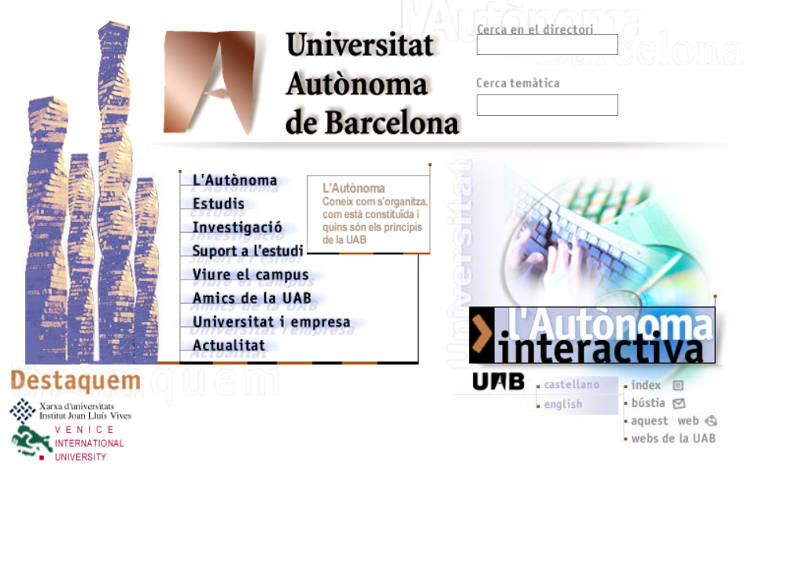 l'Autònoma
Barcelona
Universitat
Autònoma
de Barcelona
Cerca en el directori
Cerca temàtica
L'Autònoma
Estudis
Investigació
Suport a l'estudi
Viure el campus
Amics de la UAB
Universitat i empresa
Actualitat
L'Autònoma
Coneix com s'organitza,
com està constituïda i
quins són els principis
de la UAB
Universitat
l'Autònoma
interactiva
Destaquem
Xarxa d'universitats
Institut Joan Lluís Vives
VENICE
INTERNATIONAL
UNIVERSITY
UAB
castellano
english
índex
bústia
aquest web
webs de la UAB